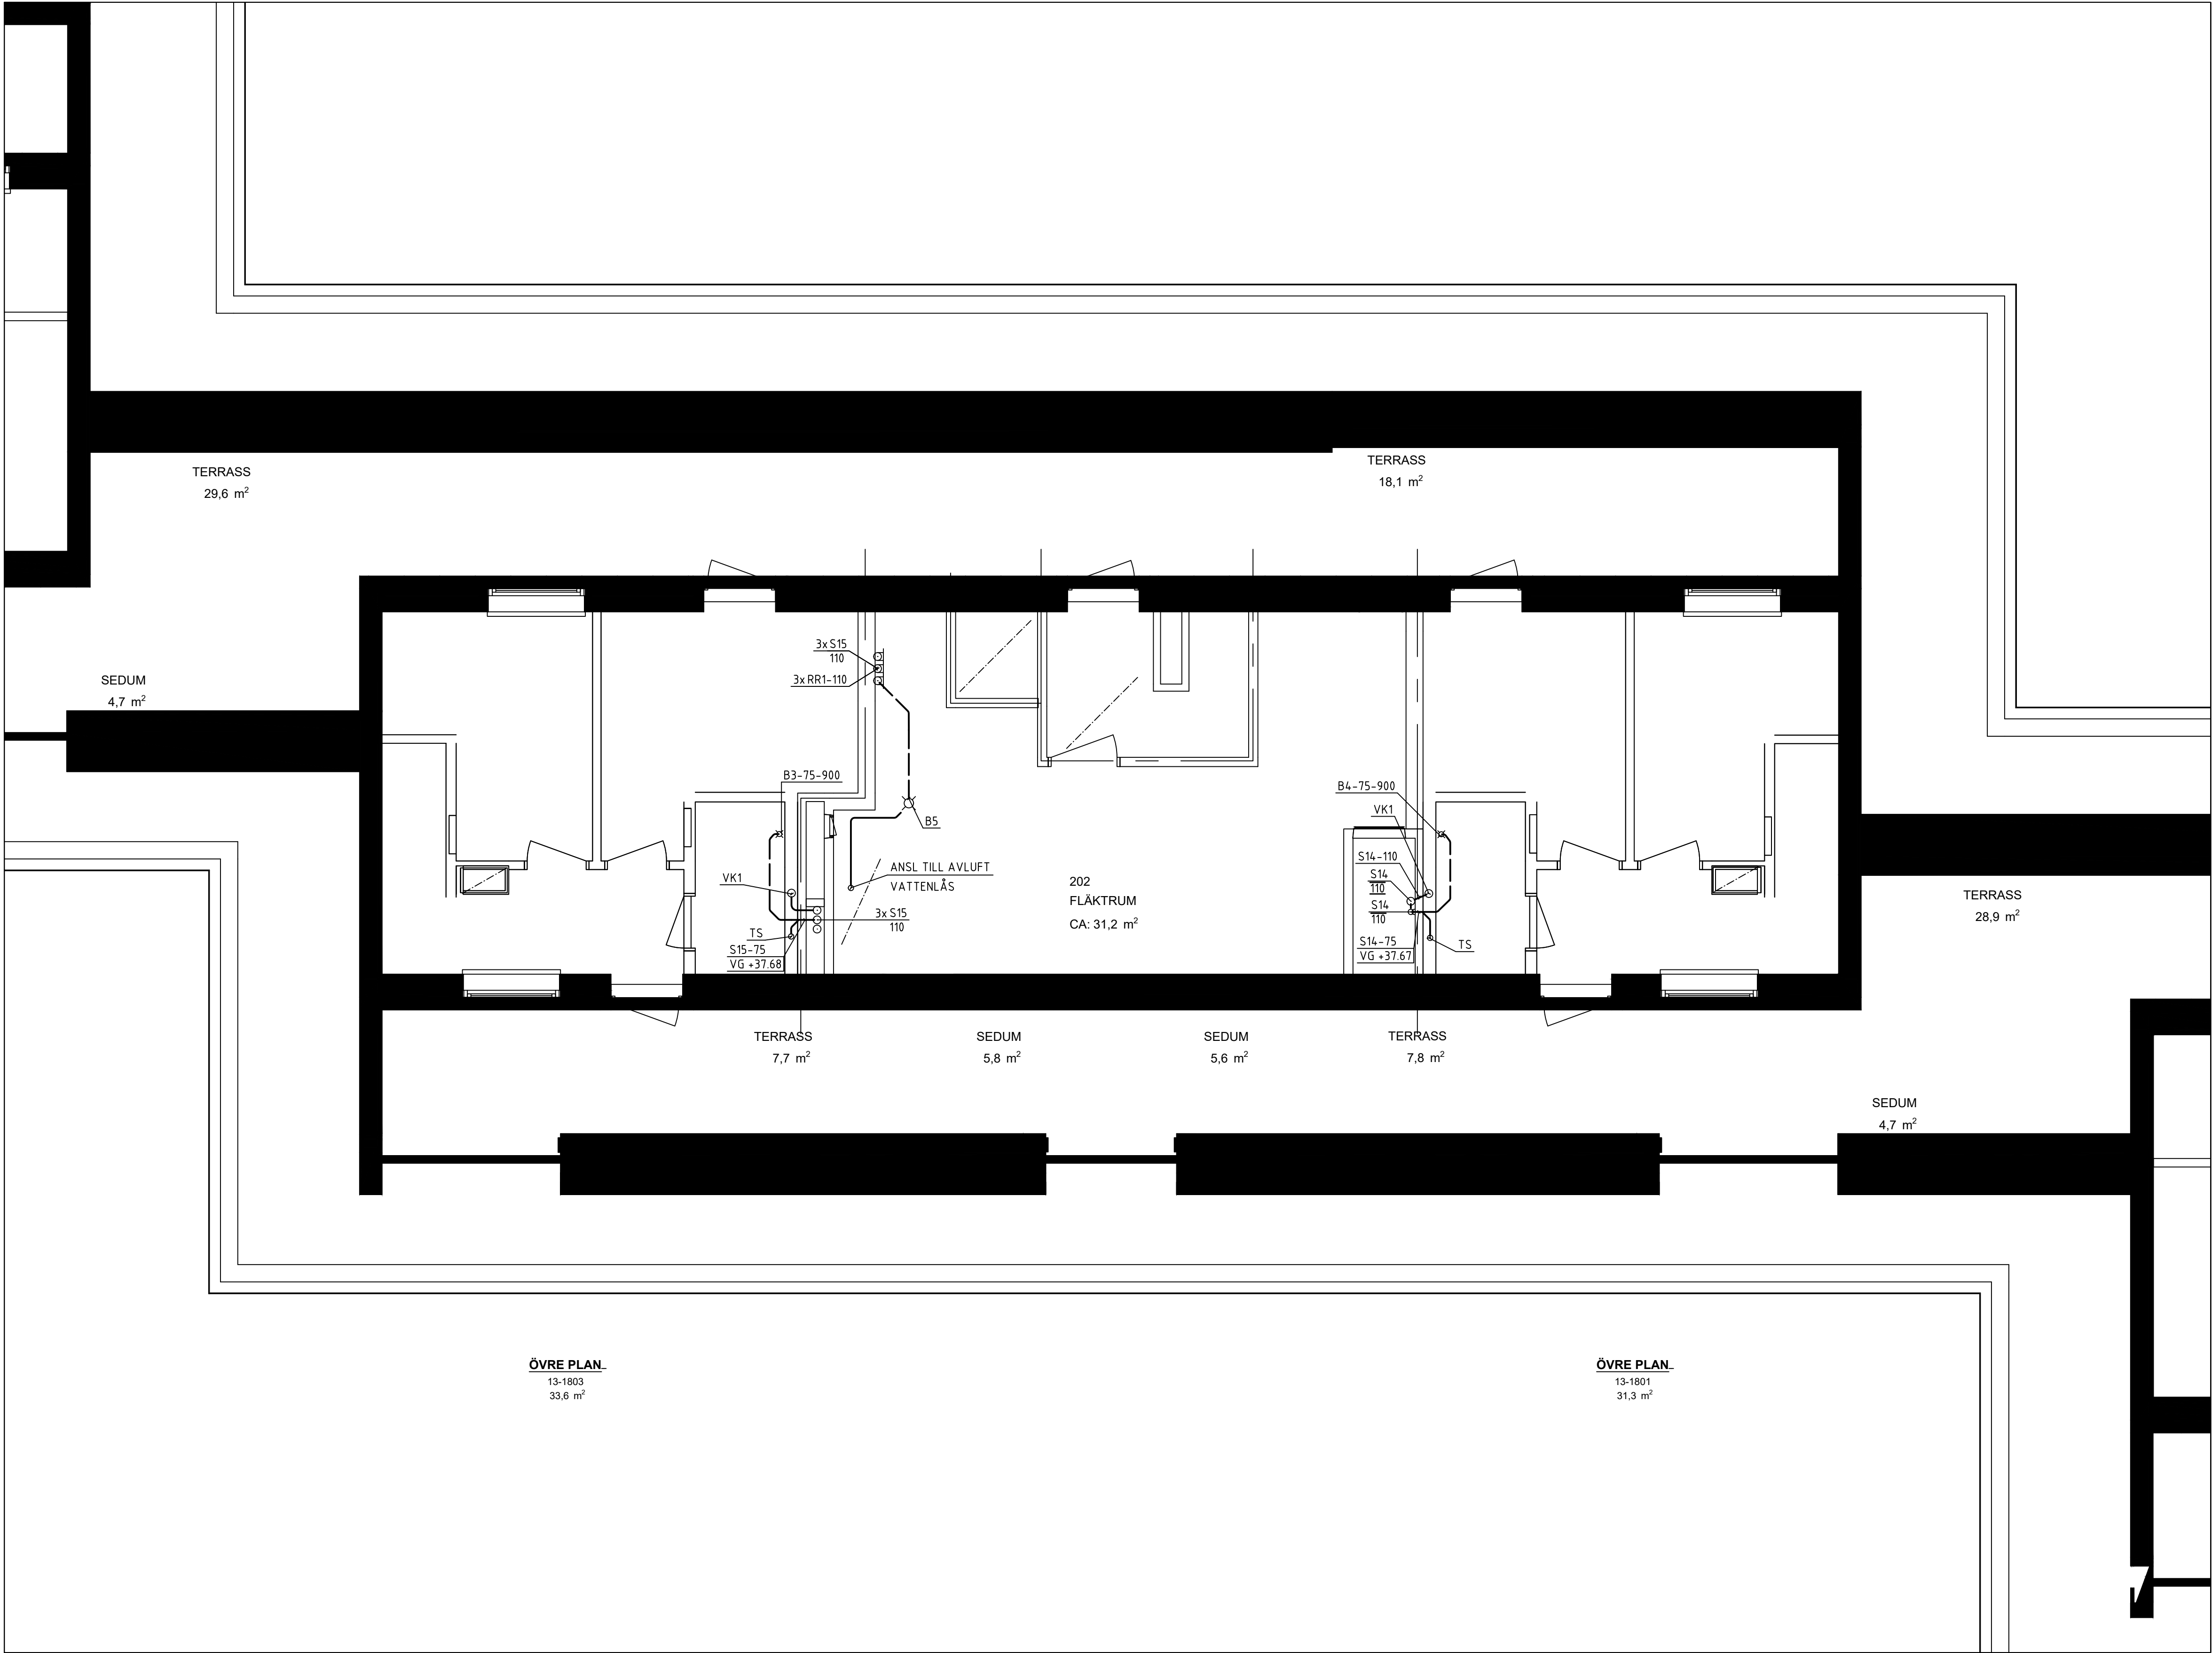 TERRASS
29,6 m²
TERRASS
18,1 m²
SEDUM
4,7 m²
3x S15
110
3x RR1-110
B3-75-900
B5
VK1
ANSL TILL AVLUFT
VATTENLÅS
3x S15
110
TS
S15-75
VG +37.68
202
FLÄKTRUM
CA: 31,2 m²
B4-75-900
VK1
S14-110
S14
110
S14
110
S14-75
VG +37.67
TS
TERRASS
28,9 m²
TERRASS
7,7 m²
SEDUM
5,8 m²
SEDUM
5,6 m²
TERRASS
7,8 m²
SEDUM
4,7 m²
ÖVRE PLAN
13-1803
33,6 m²
ÖVRE PLAN
13-1801
31,3 m²